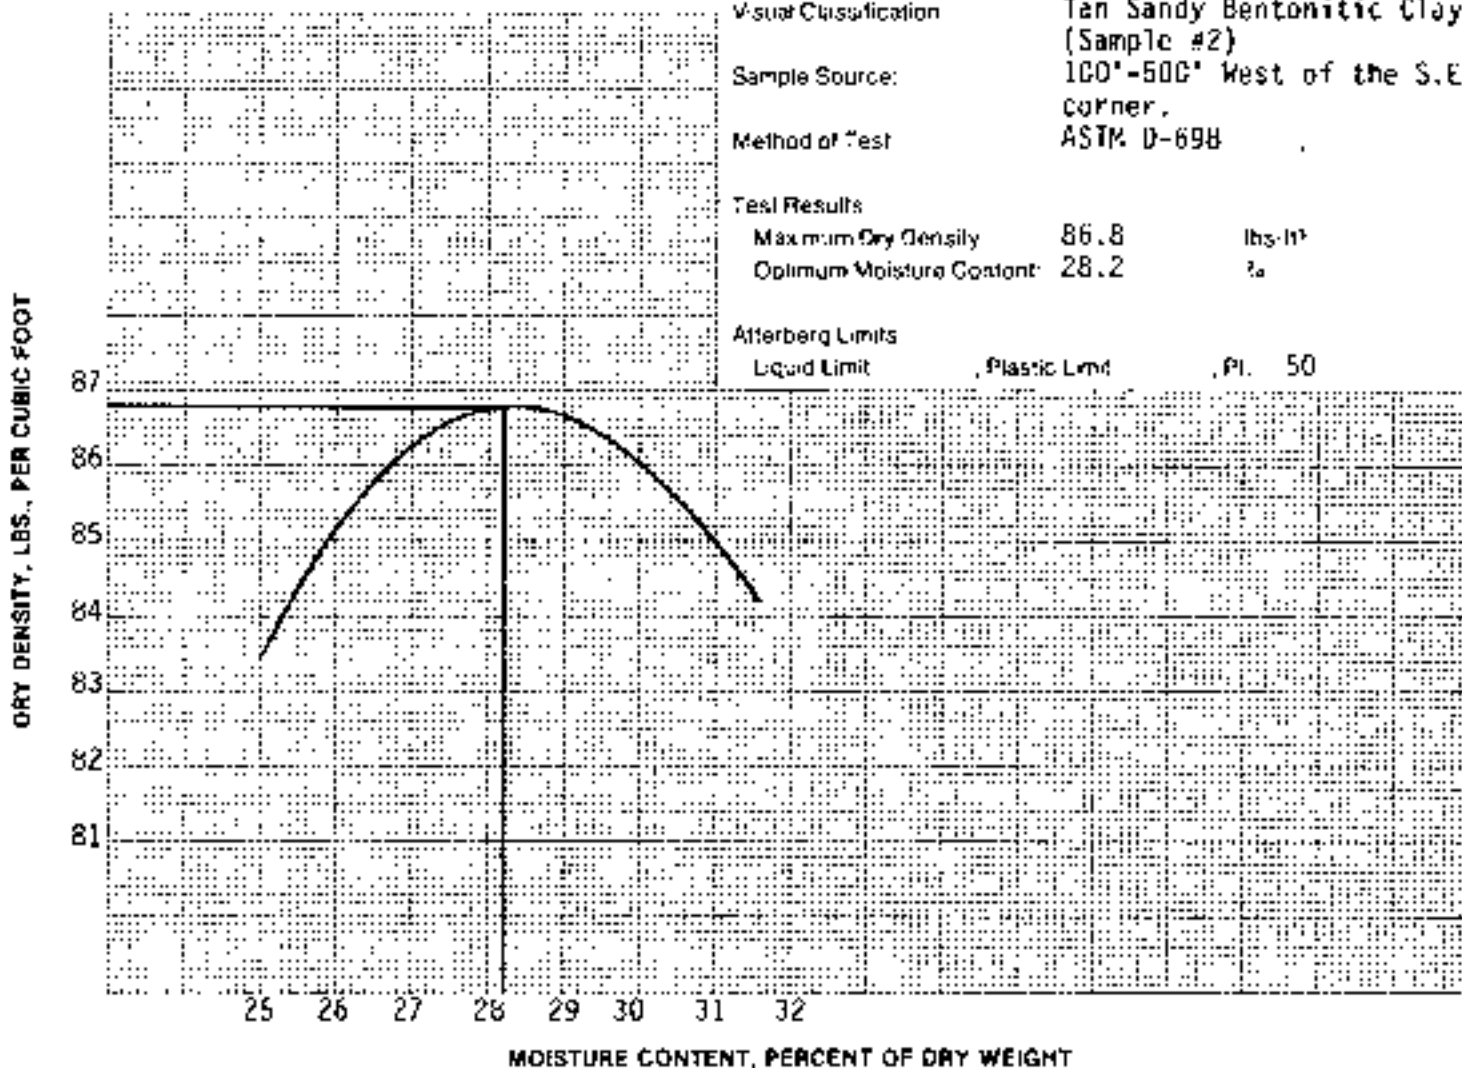 Visual Classification Tan Sandy Bentonitic Clay
(Sample #2)
Sample Source: 100'-500' West of the S.E
corner.
Method of Test ASTM D-698
Test Results
Maximum Dry Density 86.8 lbs/ft³
Optimum Moisture Content 28.2 %
Atterberg Limits
Liquid Limit , Plastic Limit , P.I. 50
DRY DENSITY, LBS., PER CUBIC FOOT
87
86
85
84
83
82
81
25 26 27 28 29 30 31 32
MOISTURE CONTENT, PERCENT OF DRY WEIGHT